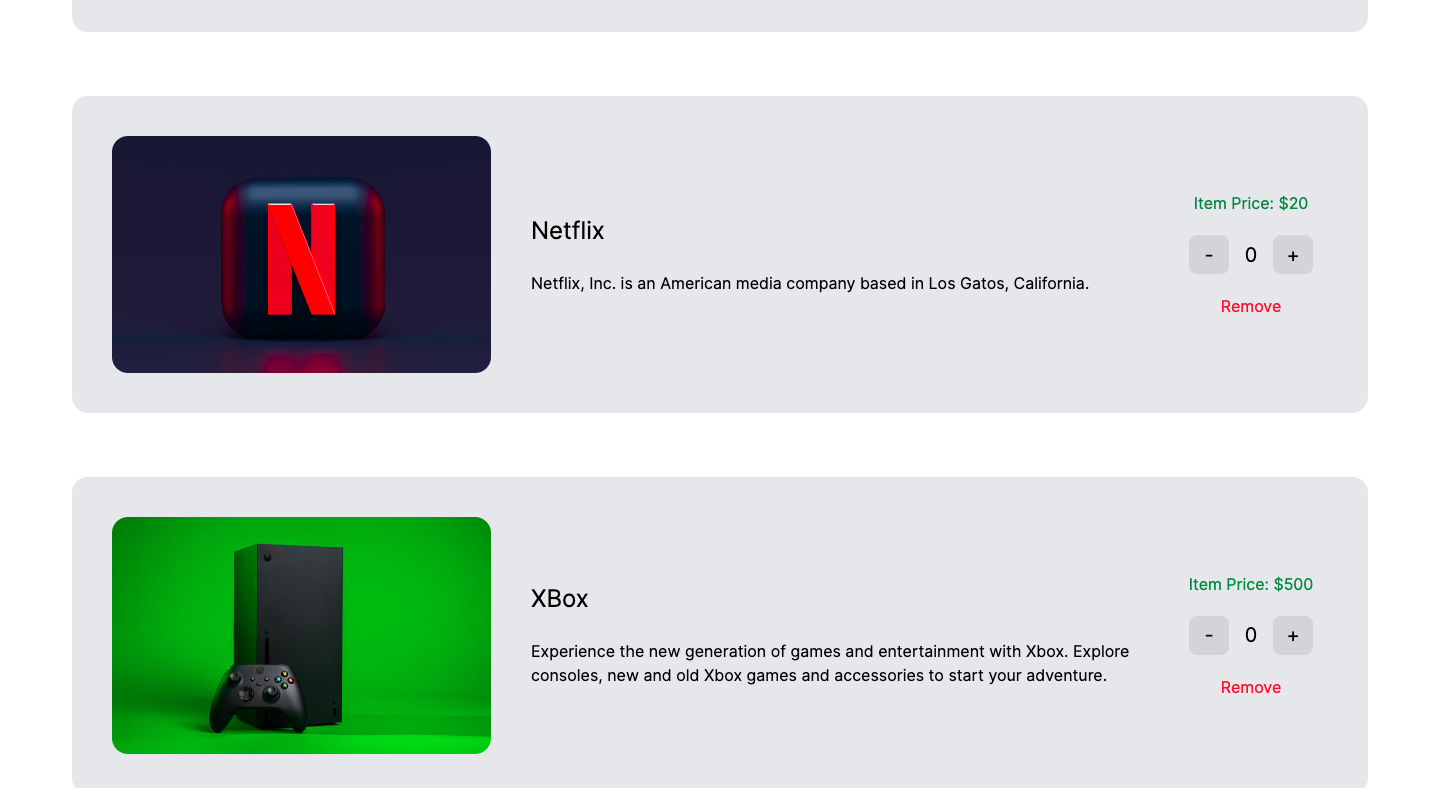 N
Netflix
Netflix, Inc. is an American media company based in Los Gatos, California.
Item Price: $20
- 0 +
Remove
XBox
Experience the new generation of games and entertainment with Xbox. Explore
consoles, new and old Xbox games and accessories to start your adventure.
Item Price: $500
- 0 +
Remove